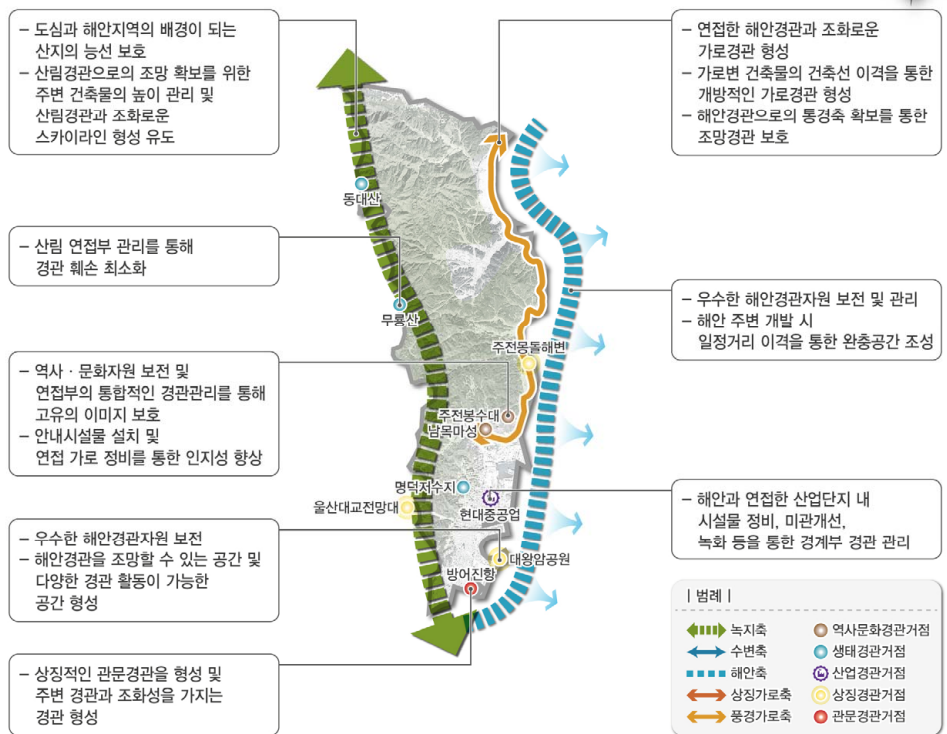 – 도심과 해안지역의 배경이 되는
산지의 능선 보호
– 산림경관으로의 조망 확보를 위한
주변 건축물의 높이 관리 및
산림경관과 조화로운
스카이라인 형성 유도
– 산림 연접부 관리를 통해
경관 훼손 최소화
– 역사 · 문화자원 보전 및
연접부의 통합적인 경관관리를 통해
고유의 이미지 보호
– 안내시설물 설치 및
연접 가로 정비를 통한 인지성 향상
– 우수한 해안경관자원 보전
– 해안경관을 조망할 수 있는 공간 및
다양한 경관 활동이 가능한
공간 형성
– 상징적인 관문경관을 형성 및
주변 경관과 조화성을 가지는
경관 형성
동대산
무룡산
주전몽돌해변
주전봉수대
남목마성
명덕저수지
울산대교전망대
현대중공업
대왕암공원
방어진항
– 연접한 해안경관과 조화로운
가로경관 형성
– 가로변 건축물의 건축선 이격을 통한
개방적인 가로경관 형성
– 해안경관으로의 통경축 확보를 통한
조망경관 보호
– 우수한 해안경관자원 보전 및 관리
– 해안 주변 개발 시
일정거리 이격을 통한 완충공간 조성
– 해안과 연접한 산업단지 내
시설물 정비, 미관개선,
녹화 등을 통한 경계부 경관 관리
| 범례 |
녹지축
수변축
해안축
상징가로축
풍경가로축
역사문화경관거점
생태경관거점
산업경관거점
상징경관거점
관문경관거점